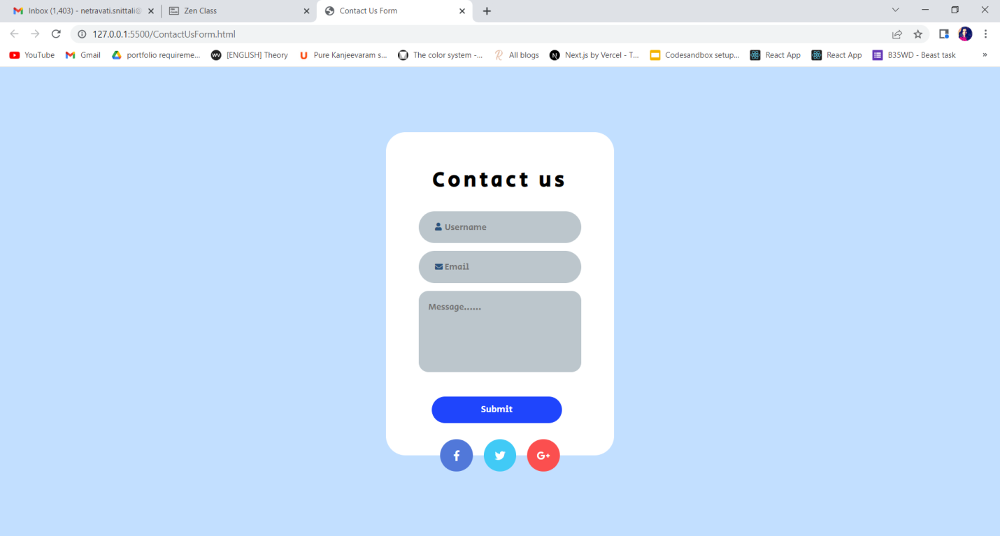 Inbox (1,403) - netravati.snittali@
Zen Class
Contact Us Form
127.0.0.1:5500/ContactUsForm.html
YouTube
Gmail
portfolio requireme...
[ENGLISH] Theory
Pure Kanjeevaram s...
The color system -...
All blogs
Next.js by Vercel - T...
Codesandbox setup...
React App
React App
B35WD - Beast task
»
Contact us
Username
Email
Message......
Submit